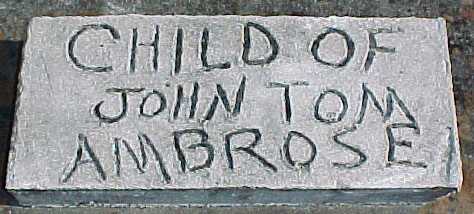 CHILD OF
JOHN TOM
AMBROSE